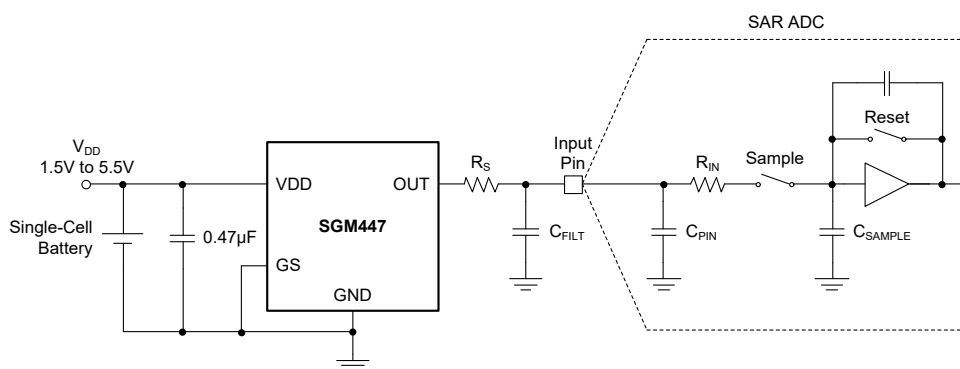 SAR ADC
V_DD
1.5V to 5.5V
Single-Cell
Battery
0.47µF
VDD
OUT
SGM447
GS
GND
R_S
C_FILT
Input
Pin
C_PIN
R_IN
Sample
Reset
C_SAMPLE